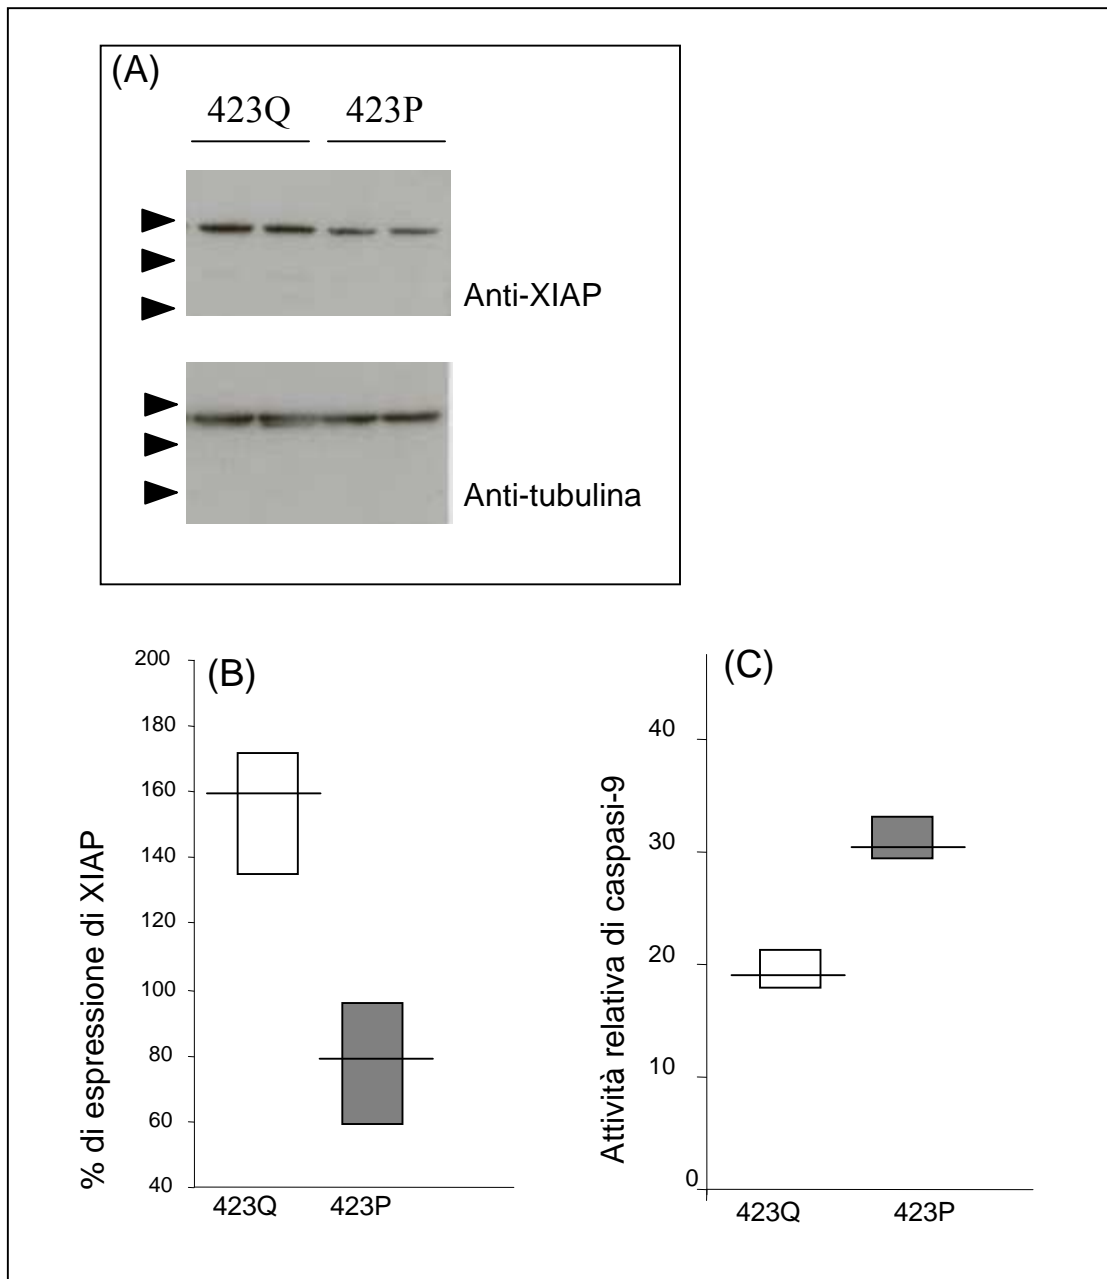 (A)
423Q 423P
Anti-XIAP
Anti-tubulina
(B)
200
180
160
140
120
100
80
60
40
% di espressione di XIAP
423Q 423P
(C)
40
30
20
10
0
Attività relativa di caspasi-9
423Q 423P